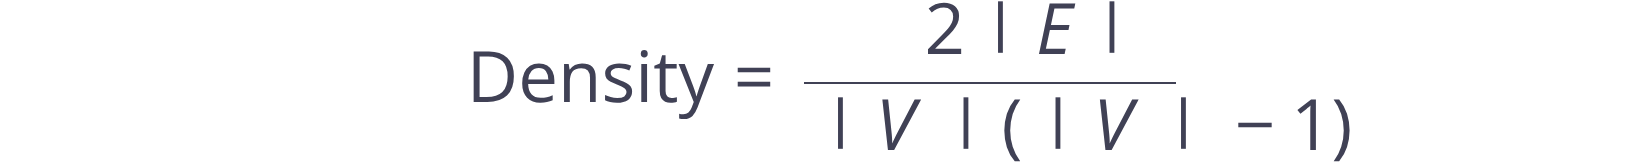 Density = 2 | E | / | V | ( | V | − 1)